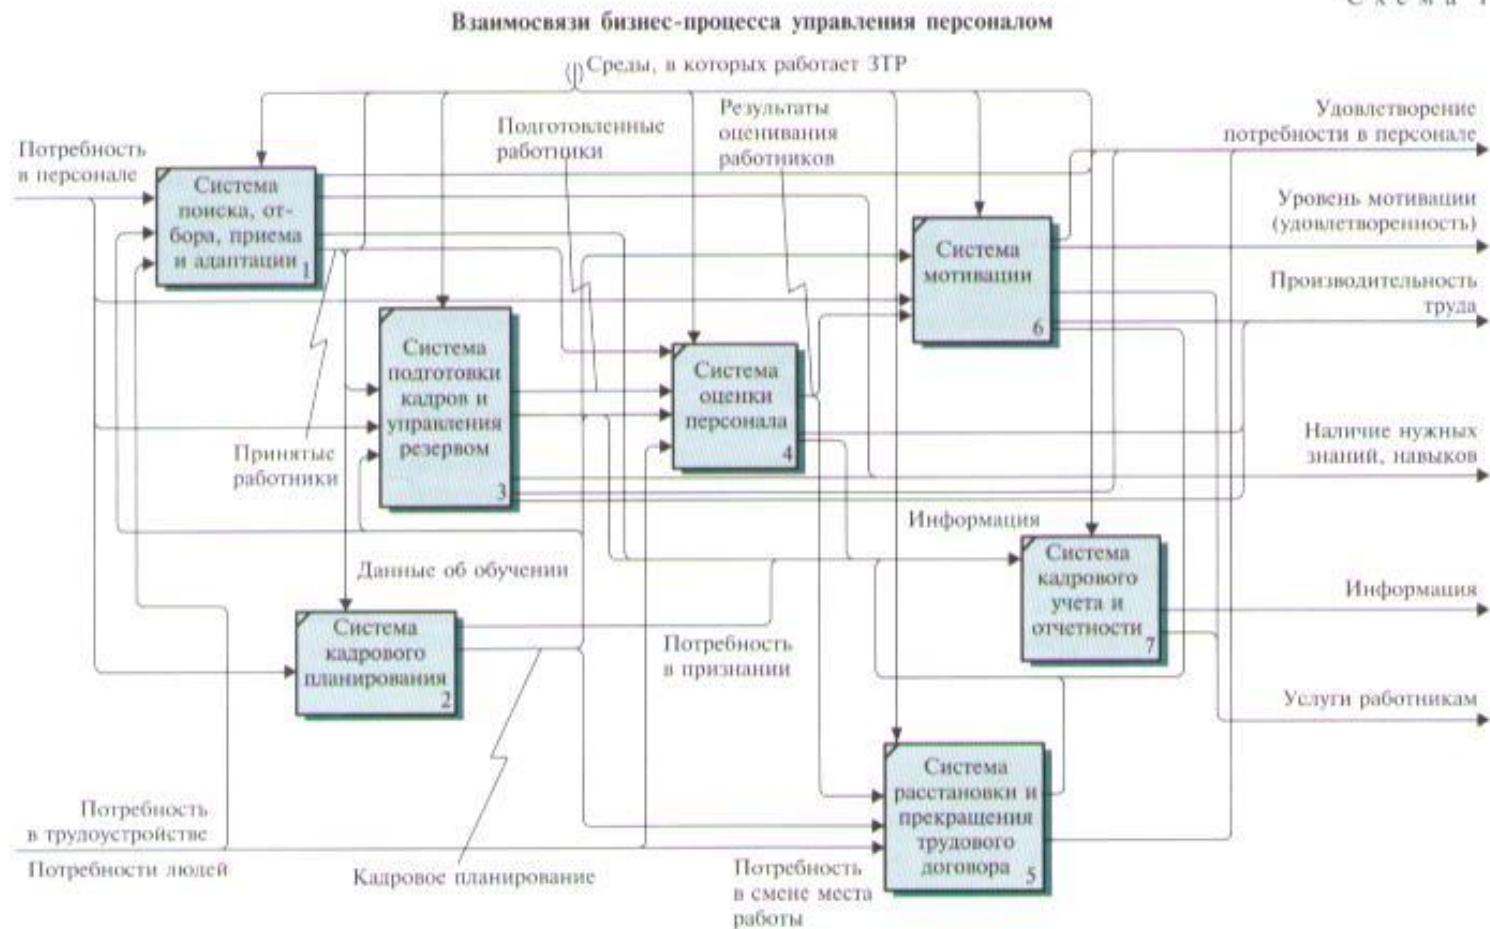 Схема
Взаимосвязи бизнес-процесса управления персоналом
Среды, в которых работает ЗТР
Потребность
в персонале
Подготовленные
работники
Результаты
оценивания
работников
Удовлетворение
потребности в персонале
Система
поиска, от-
бора, приема
и адаптации
1
Уровень мотивации
(удовлетворенность)
Система
мотивации
6
Производительность
труда
Система
подготовки
кадров и
управления
резервом
3
Система
оценки
персонала
4
Принятые
работники
Наличие нужных
знаний, навыков
Информация
Данные об обучении
Система
кадрового
учета и
отчетности
7
Информация
Система
кадрового
планирования
2
Потребность
в признании
Услуги работникам
Система
расстановки и
прекращения
трудового
договора
5
Потребность
в трудоустройстве
Потребности людей
Кадровое планирование
Потребность
в смене места
работы